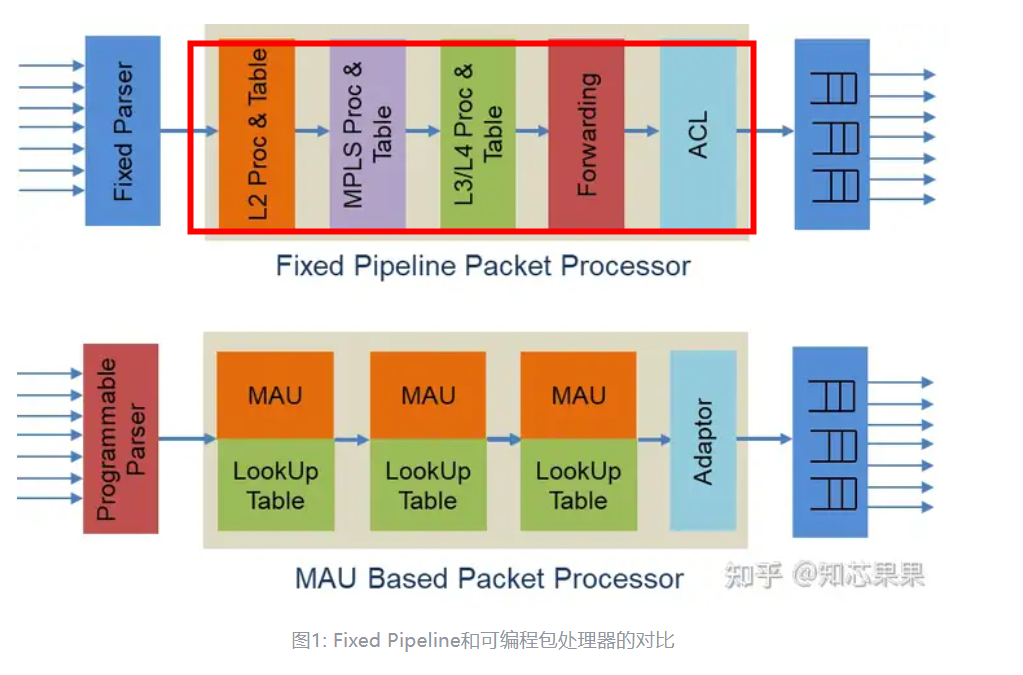 Fixed Parser
L2 Proc & Table
MPLS Proc &
Table
L3/L4 Proc &
Table
Forwarding
ACL
Fixed Pipeline Packet Processor
Programmable
Parser
MAU
LookUp
Table
MAU
LookUp
Table
MAU
LookUp
Table
Adaptor
MAU Based Packet Processor
知乎 @知芯果果
图1: Fixed Pipeline和可编程包处理器的对比